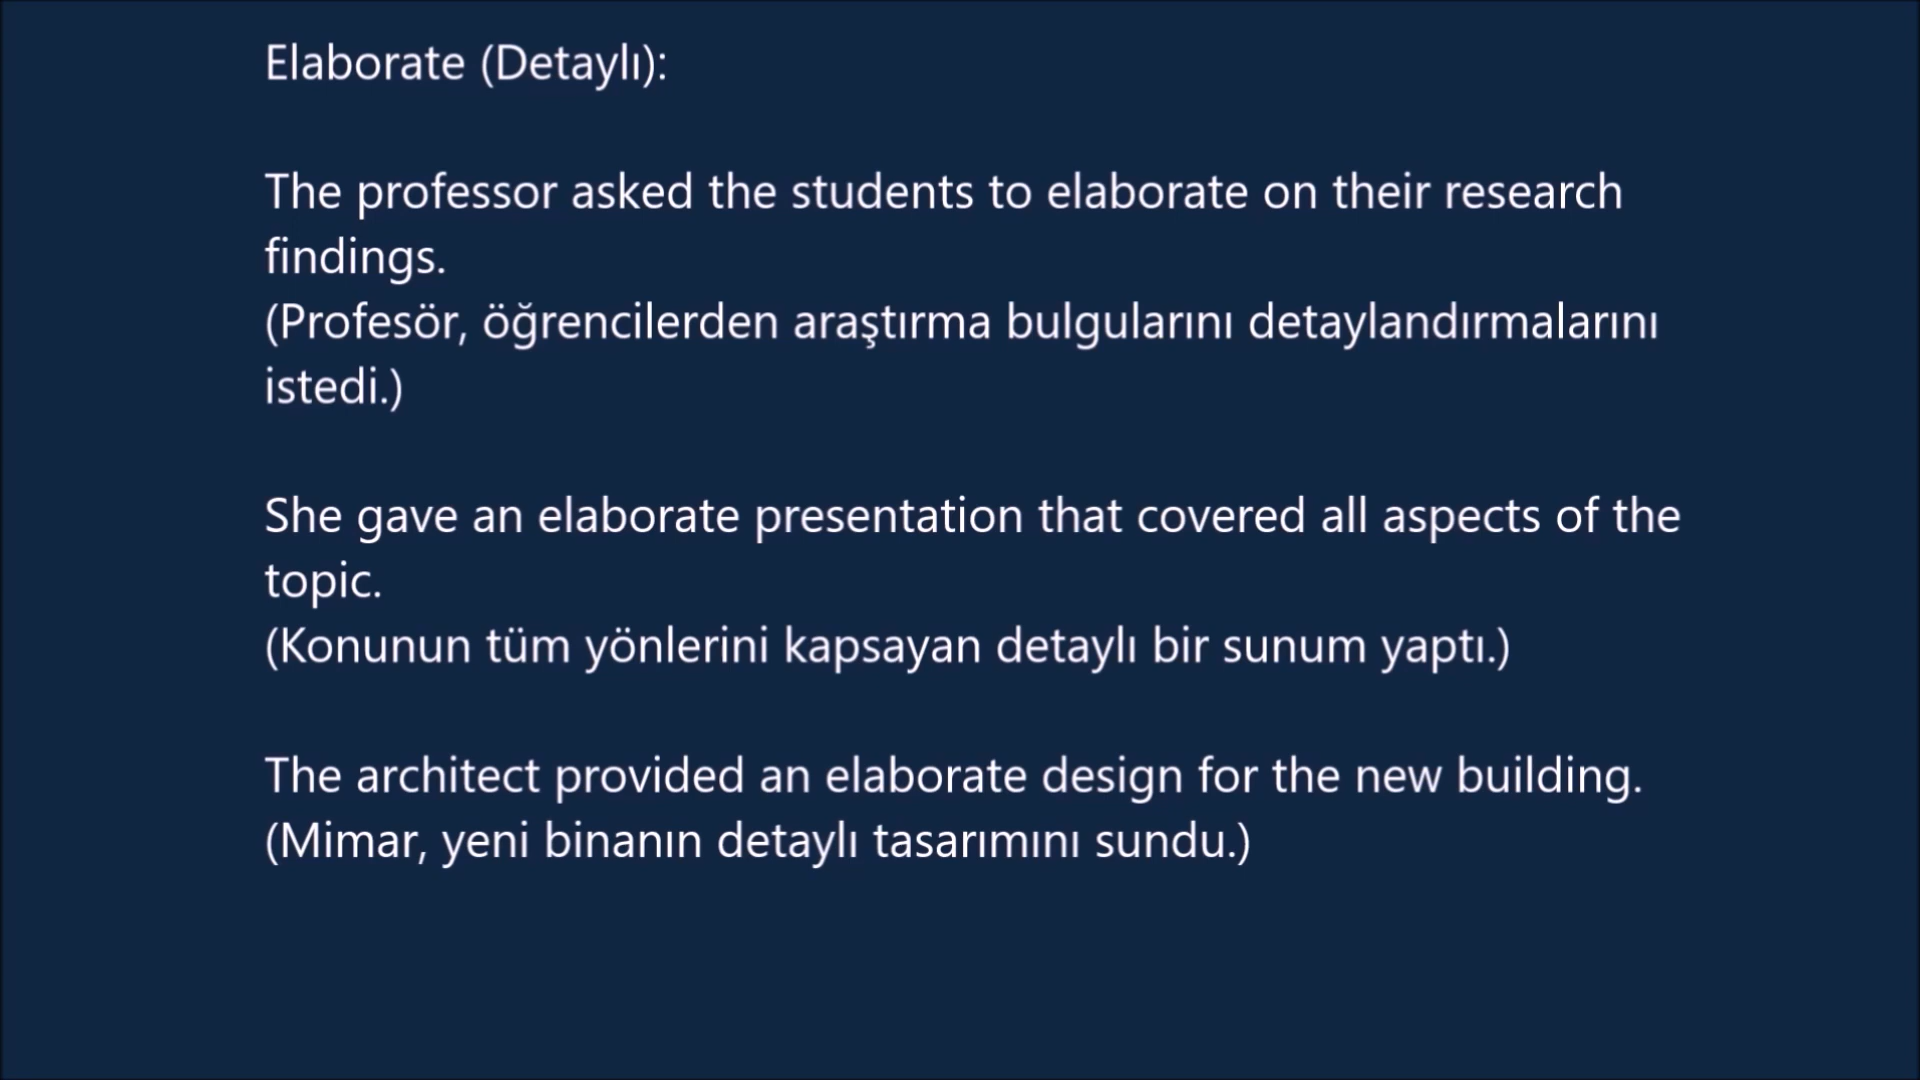 Elaborate (Detaylı):
The professor asked the students to elaborate on their research
findings.
(Profesör, öğrencilerden araştırma bulgularını detaylandırmalarını
istedi.)
She gave an elaborate presentation that covered all aspects of the
topic.
(Konunun tüm yönlerini kapsayan detaylı bir sunum yaptı.)
The architect provided an elaborate design for the new building.
(Mimar, yeni binanın detaylı tasarımını sundu.)